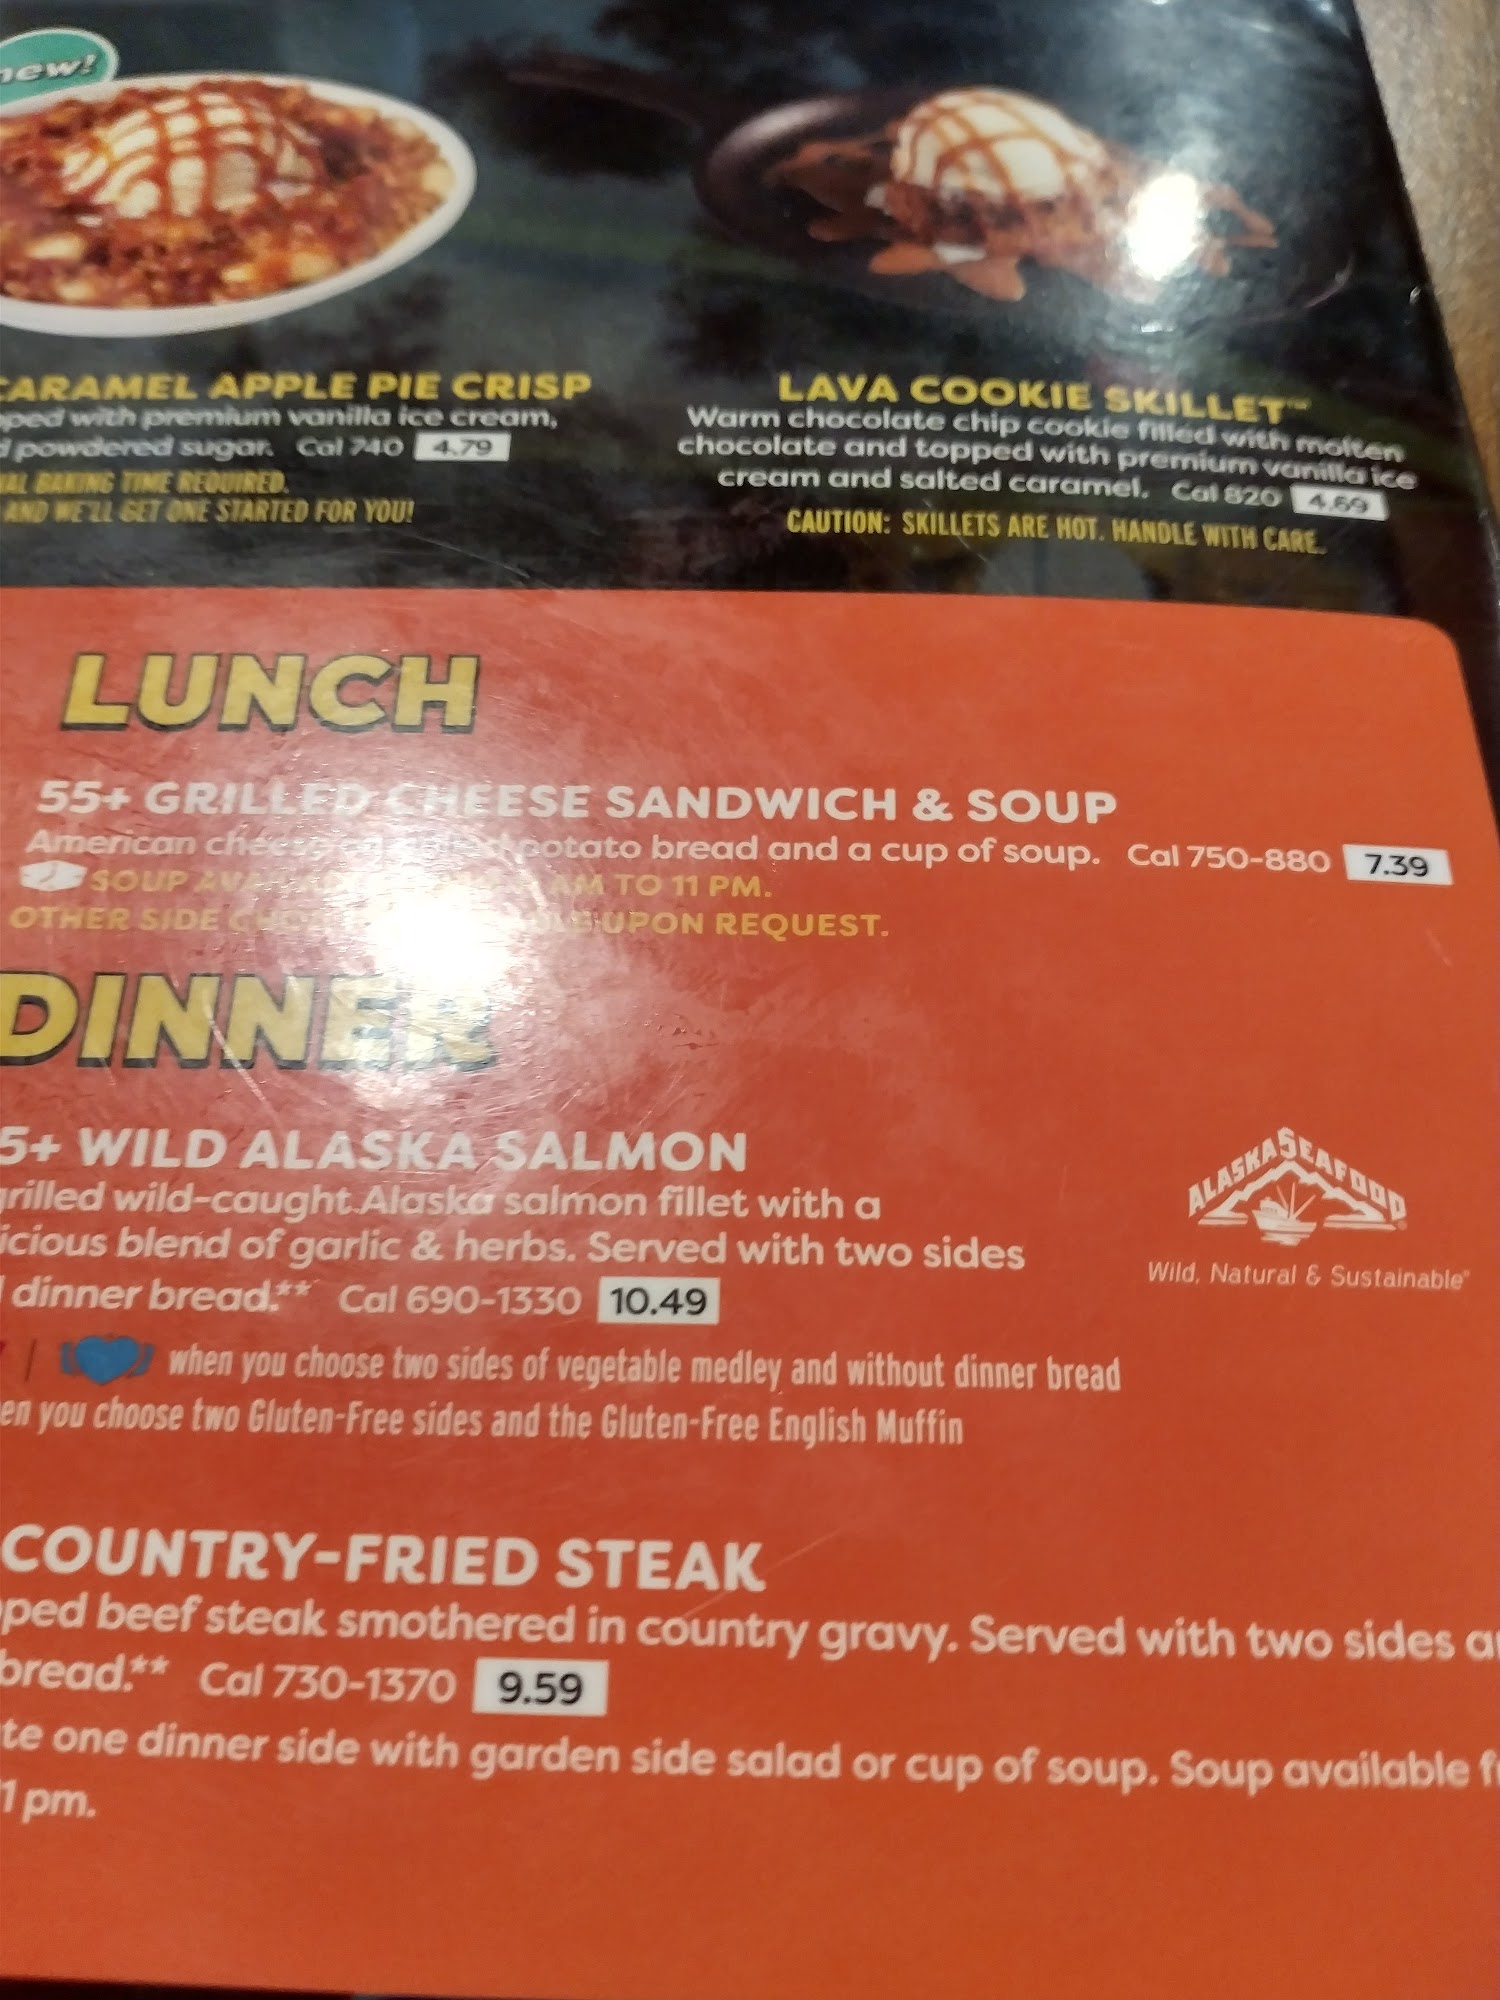 new!
CARAMEL APPLE PIE CRISP
with premium vanilla ice cream,
powdered sugar. Cal 740 4.79
BAKING TIME REQUIRED.
AND WE'LL GET ONE STARTED FOR YOU!
LAVA COOKIE SKILLET™
Warm chocolate chip cookie filled with molten
chocolate and topped with premium vanilla ice
cream and salted caramel. Cal 820 4.69
CAUTION: SKILLETS ARE HOT. HANDLE WITH CARE.
LUNCH
55+ GRILLED CHEESE SANDWICH & SOUP
American cheese potato bread and a cup of soup. Cal 750-880 7.39
SOUP AM TO 11 PM.
OTHER SIDE UPON REQUEST.
DINNER
5+ WILD ALASKA SALMON
grilled wild-caught Alaska salmon fillet with a
icious blend of garlic & herbs. Served with two sides
dinner bread.** Cal 690-1330 10.49
| when you choose two sides of vegetable medley and without dinner bread
en you choose two Gluten-Free sides and the Gluten-Free English Muffin
ALASKA SEAFOOD
Wild, Natural & Sustainable®
COUNTRY-FRIED STEAK
pped beef steak smothered in country gravy. Served with two sides
bread.** Cal 730-1370 9.59
te one dinner side with garden side salad or cup of soup. Soup available
1 pm.